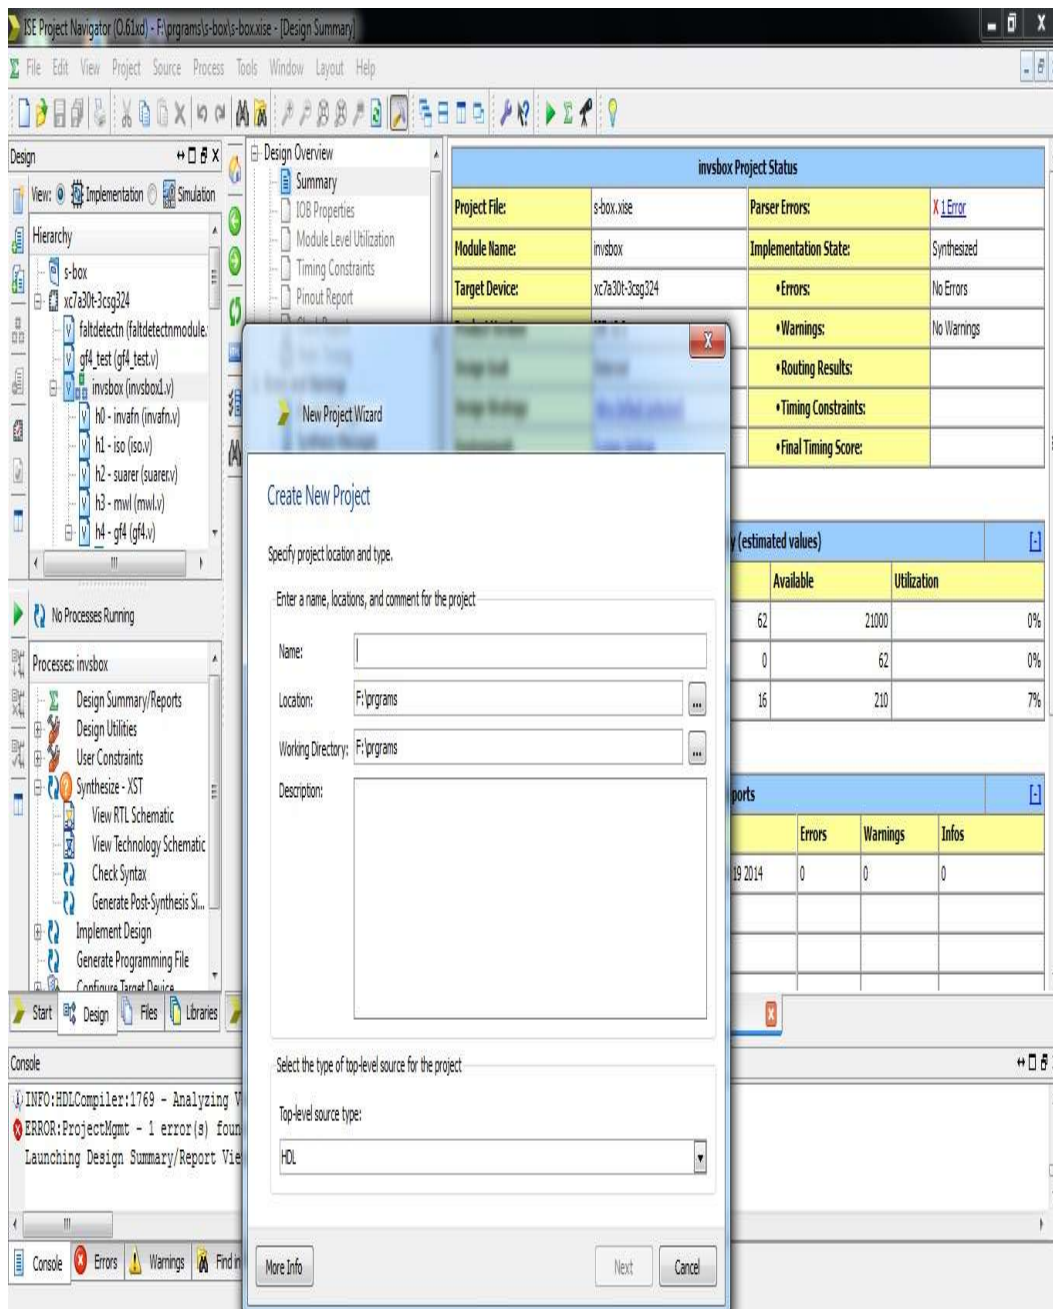 ISE Project Navigator (O.61xd) - F:\prgrams\s-box\s-box.xise - [Design Summary]
File Edit View Project Source Process Tools Window Layout Help
Design
View: Implementation Simulation
Hierarchy
s-box
xc7a30t-3csg324
faltdetectn (faltdetectnmodule.
gf4_test (gf4_test.v)
invsbox (invsbox1.v)
h0 - invafn (invafn.v)
h1 - iso (iso.v)
h2 - suarer (suarer.v)
h3 - mwl (mwl.v)
h4 - gf4 (gf4.v)
No Processes Running
Processes: invsbox
Design Summary/Reports
Design Utilities
User Constraints
Synthesize - XST
View RTL Schematic
View Technology Schematic
Check Syntax
Generate Post-Synthesis Si...
Implement Design
Generate Programming File
Configure Target Device
Start Design Files Libraries
Design Overview
Summary
IOB Properties
Module Level Utilization
Timing Constraints
Pinout Report
invsbox Project Status
Project File: s-box.xise Parser Errors: X 1 Error
Module Name: invsbox Implementation State: Synthesized
Target Device: xc7a30t-3csg324 •Errors: No Errors
•Warnings: No Warnings
•Routing Results:
•Timing Constraints:
•Final Timing Score:
y (estimated values) [-]
Available Utilization
62 21000 0%
0 62 0%
16 210 7%
ports [-]
Errors Warnings Infos
19 2014 0 0 0
New Project Wizard
Create New Project
Specify project location and type.
Enter a name, locations, and comment for the project
Name:
Location: F:\prgrams
...
Working Directory: F:\prgrams
...
Description:
Select the type of top-level source for the project
Top-level source type:
HDL
More Info Next Cancel
Console
INFO:HDLCompiler:1769 - Analyzing V
ERROR:ProjectMgmt - 1 error(s) foun
Launching Design Summary/Report Vie
Console Errors Warnings Find in